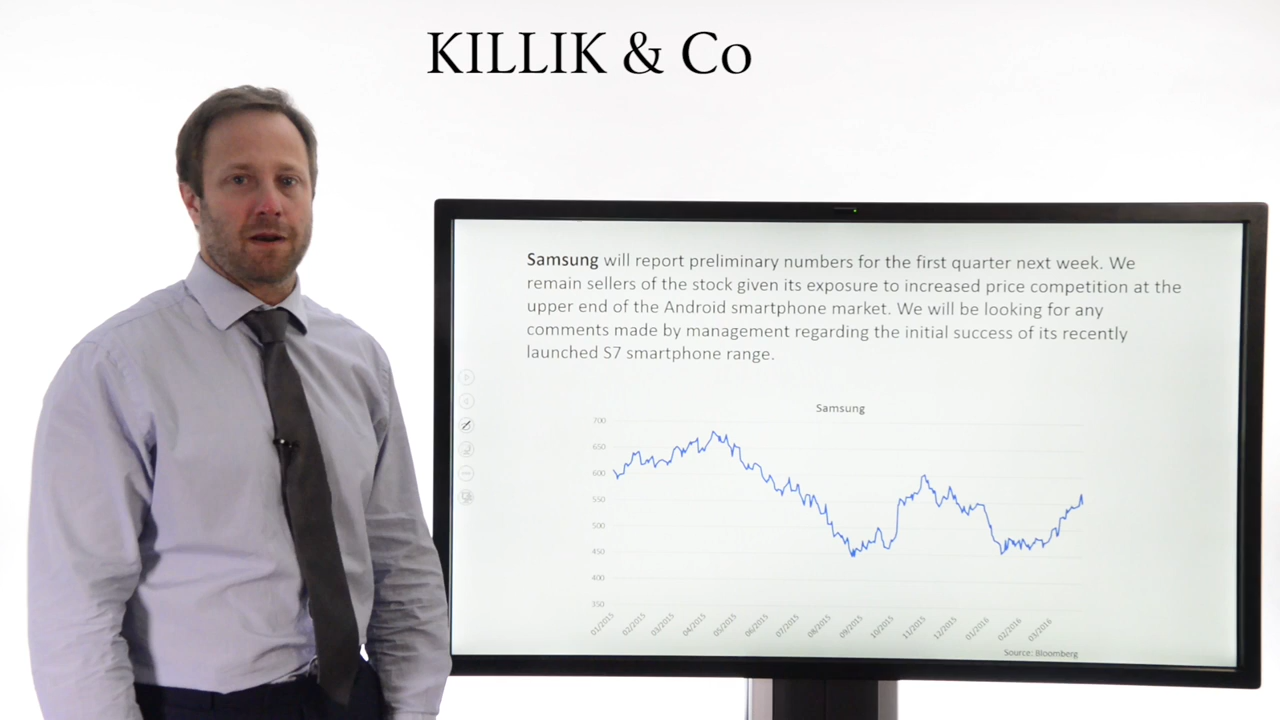 KILLIK & Co
Samsung will report preliminary numbers for the first quarter next week. We
remain sellers of the stock given its exposure to increased price competition at the
upper end of the Android smartphone market. We will be looking for any
comments made by management regarding the initial success of its recently
launched S7 smartphone range.
Samsung
700
650
600
550
500
450
400
350
01/2015
02/2015
03/2015
04/2015
05/2015
06/2015
07/2015
08/2015
09/2015
10/2015
11/2015
12/2015
01/2016
02/2016
03/2016
Source: Bloomberg